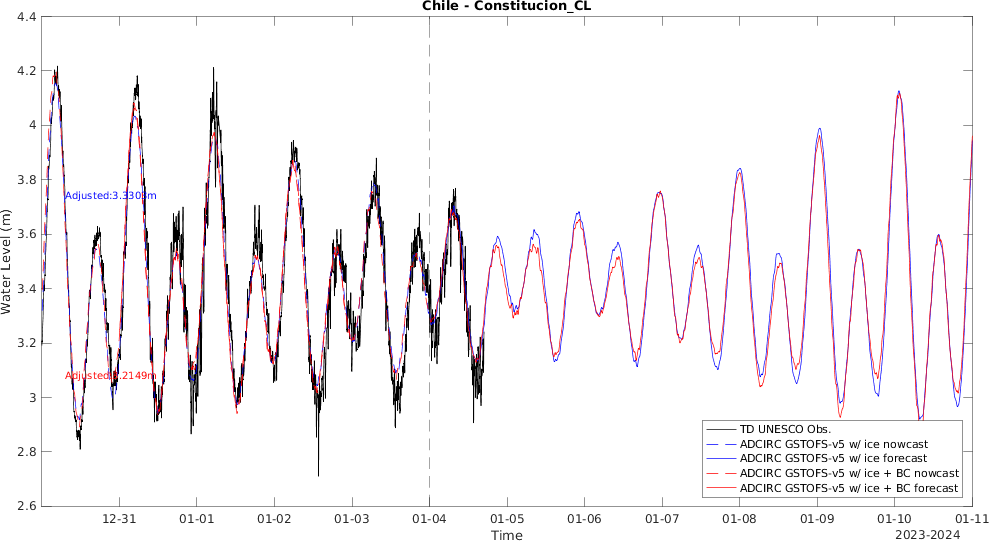 Chile - Constitucion_CL
Water Level (m)
4.4
4.2
4
3.8
3.6
3.4
3.2
3
2.8
2.6
Adjusted:3.3303m
TD UNESCO Obs.
ADCIRC GSTOFS-v5 w/ ice nowcast
ADCIRC GSTOFS-v5 w/ ice forecast
ADCIRC GSTOFS-v5 w/ ice + BC nowcast
ADCIRC GSTOFS-v5 w/ ice + BC forecast
12-31 01-01 01-02 01-03 01-04 01-05 01-06 01-07 01-08 01-09 01-10 01-11
Time
2023-2024